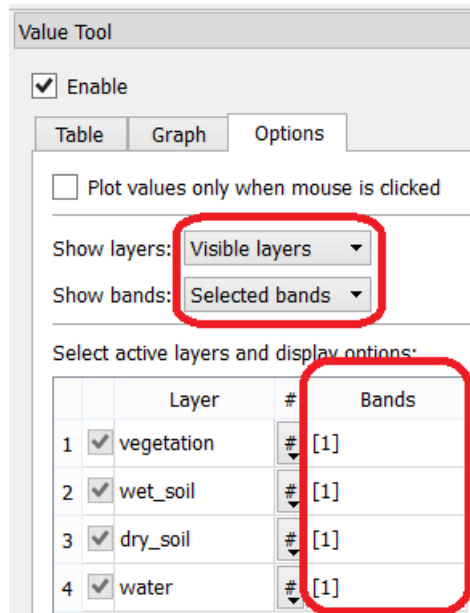 Value Tool
Enable
Table Graph Options
Plot values only when mouse is clicked
Show layers: Visible layers
Show bands: Selected bands
Select active layers and display options:
Layer # Bands
1 vegetation # [1]
2 wet_soil # [1]
3 dry_soil # [1]
4 water # [1]